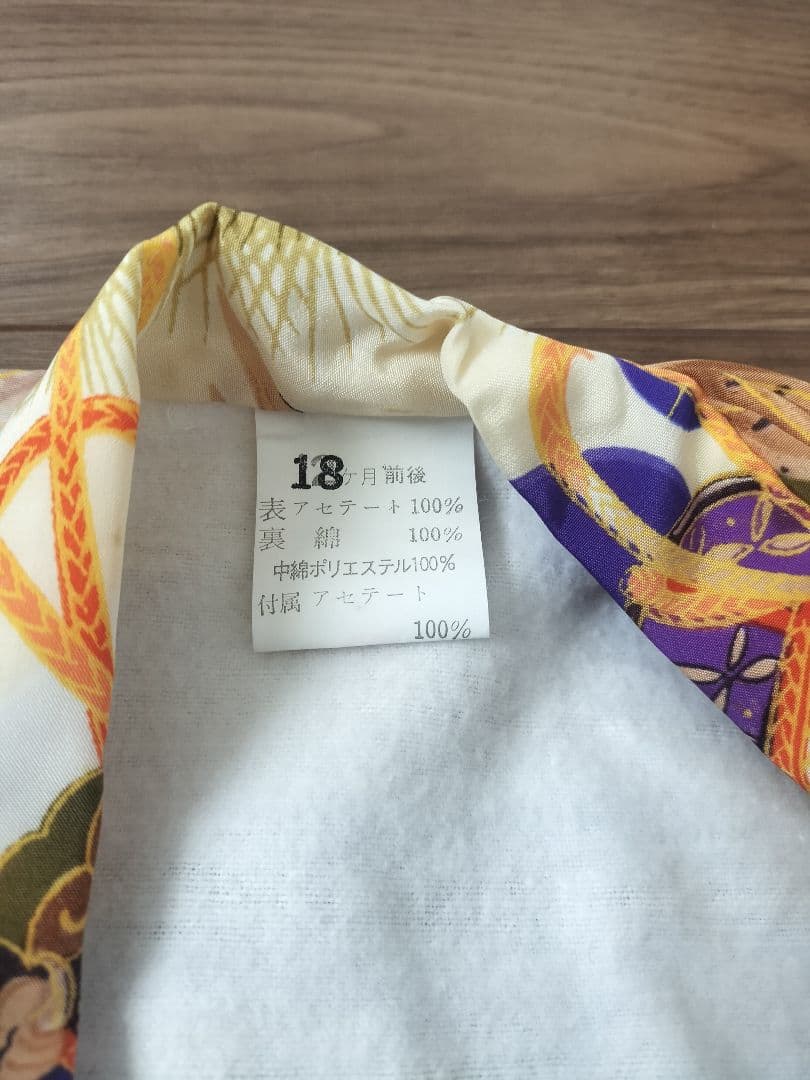 18ケ月前後
表アセテート100%
裏 綿 100%
中綿ポリエステル100%
付属アセテート
100%